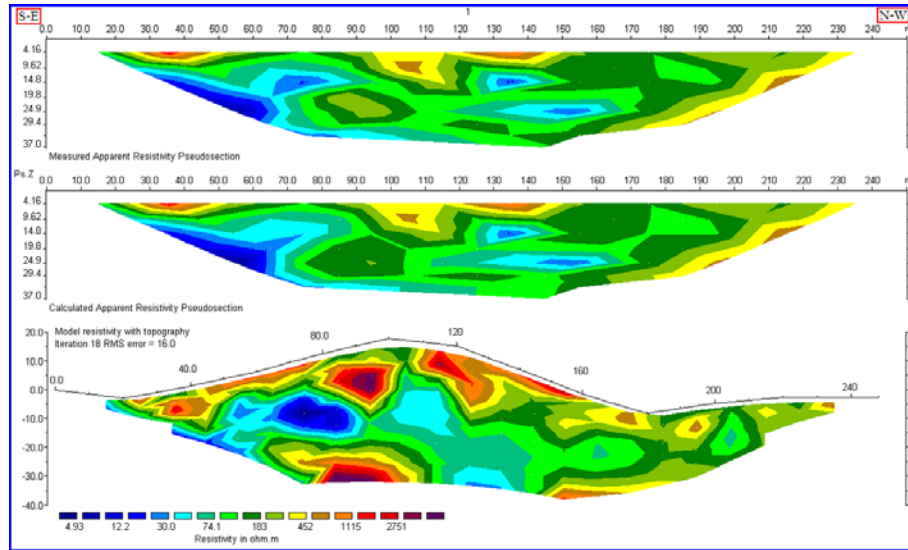 S-E
1
N-W
0.0 10.0 20.0 30.0 40.0 50.0 60.0 70.0 80.0 90.0 100. 110. 120. 130. 140. 150. 160. 170. 180. 190. 200. 210. 220. 230. 240.
4.16
9.62
14.8
19.8
24.9
29.4
37.0
Measured Apparent Resistivity Pseudosection
Ps.Z
0.0 10.0 20.0 30.0 40.0 50.0 60.0 70.0 80.0 90.0 100. 110. 120. 130. 140. 150. 160. 170. 180. 190. 200. 210. 220. 230. 240.
4.16
9.62
14.8
19.8
24.9
29.4
37.0
Calculated Apparent Resistivity Pseudosection
Model resistivity with topography
Iteration 18 RMS error = 16.0
20.0
10.0
0.0
-10.0
-20.0
-30.0
-40.0
0.0 40.0 80.0 120 160 200 240
4.93 12.2 30.0 74.1 183 452 1115 2751
Resistivity in ohm.m